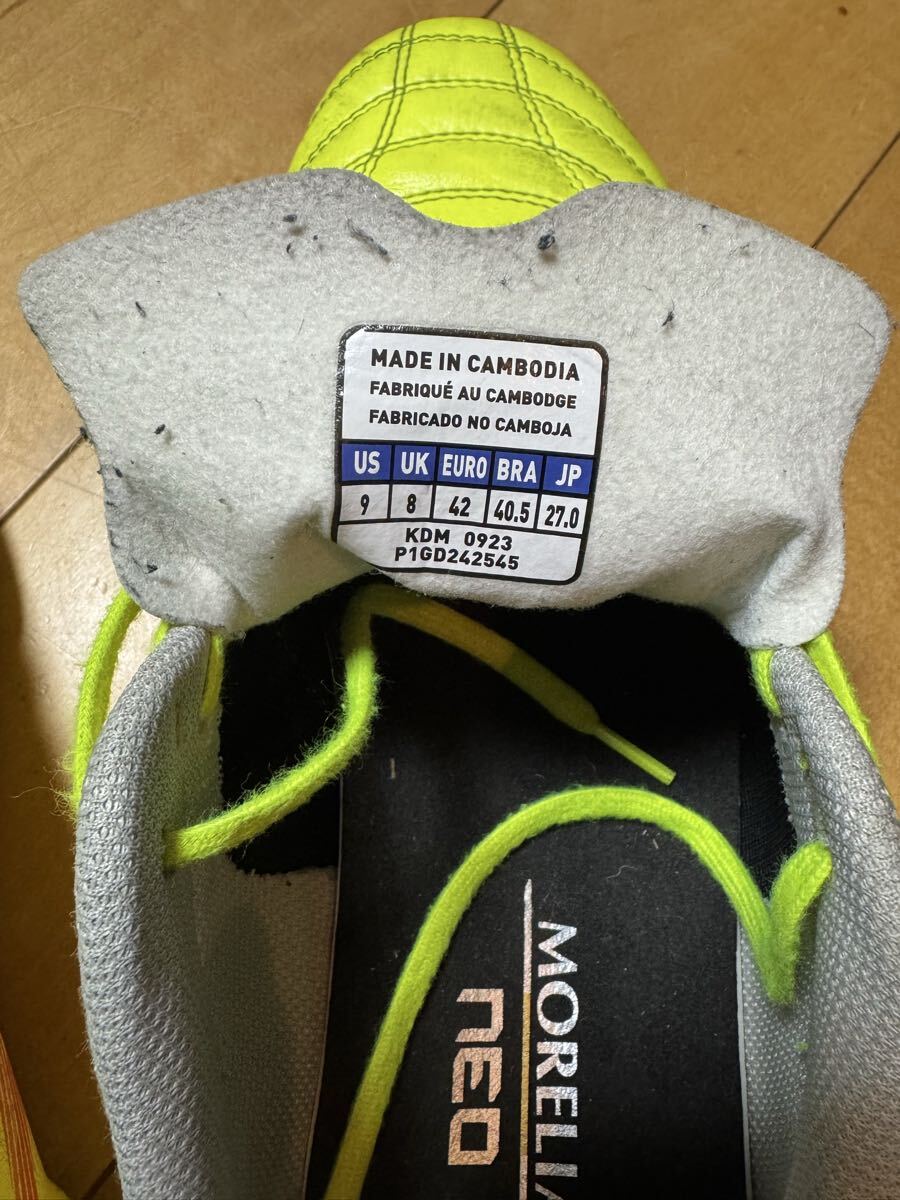 MADE IN CAMBODIA
FABRIQUÉ AU CAMBODGE
FABRICADO NO CAMBOJA
US UK EURO BRA JP
9 8 42 40.5 27.0
KDM 0923
P1GD242545
MORELIA
NEO